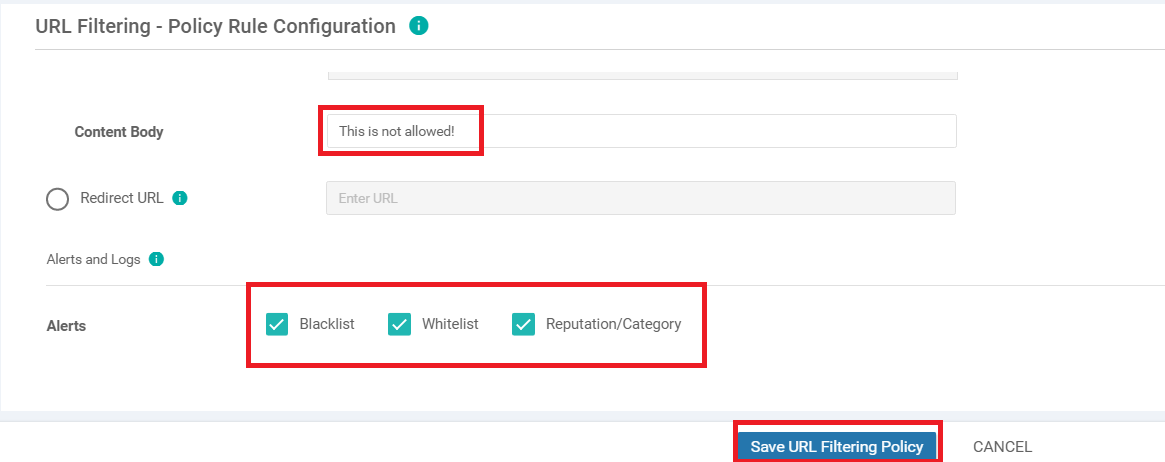 URL Filtering - Policy Rule Configuration
Content Body
This is not allowed!
Redirect URL
Enter URL
Alerts and Logs
Alerts
Blacklist
Whitelist
Reputation/Category
Save URL Filtering Policy
CANCEL